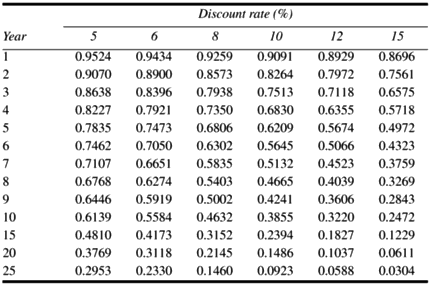 Discount rate (%)
Year 5 6 8 10 12 15
1 0.9524 0.9434 0.9259 0.9091 0.8929 0.8696
2 0.9070 0.8900 0.8573 0.8264 0.7972 0.7561
3 0.8638 0.8396 0.7938 0.7513 0.7118 0.6575
4 0.8227 0.7921 0.7350 0.6830 0.6355 0.5718
5 0.7835 0.7473 0.6806 0.6209 0.5674 0.4972
6 0.7462 0.7050 0.6302 0.5645 0.5066 0.4323
7 0.7107 0.6651 0.5835 0.5132 0.4523 0.3759
8 0.6768 0.6274 0.5403 0.4665 0.4039 0.3269
9 0.6446 0.5919 0.5002 0.4241 0.3606 0.2843
10 0.6139 0.5584 0.4632 0.3855 0.3220 0.2472
15 0.4810 0.4173 0.3152 0.2394 0.1827 0.1229
20 0.3769 0.3118 0.2145 0.1486 0.1037 0.0611
25 0.2953 0.2330 0.1460 0.0923 0.0588 0.0304